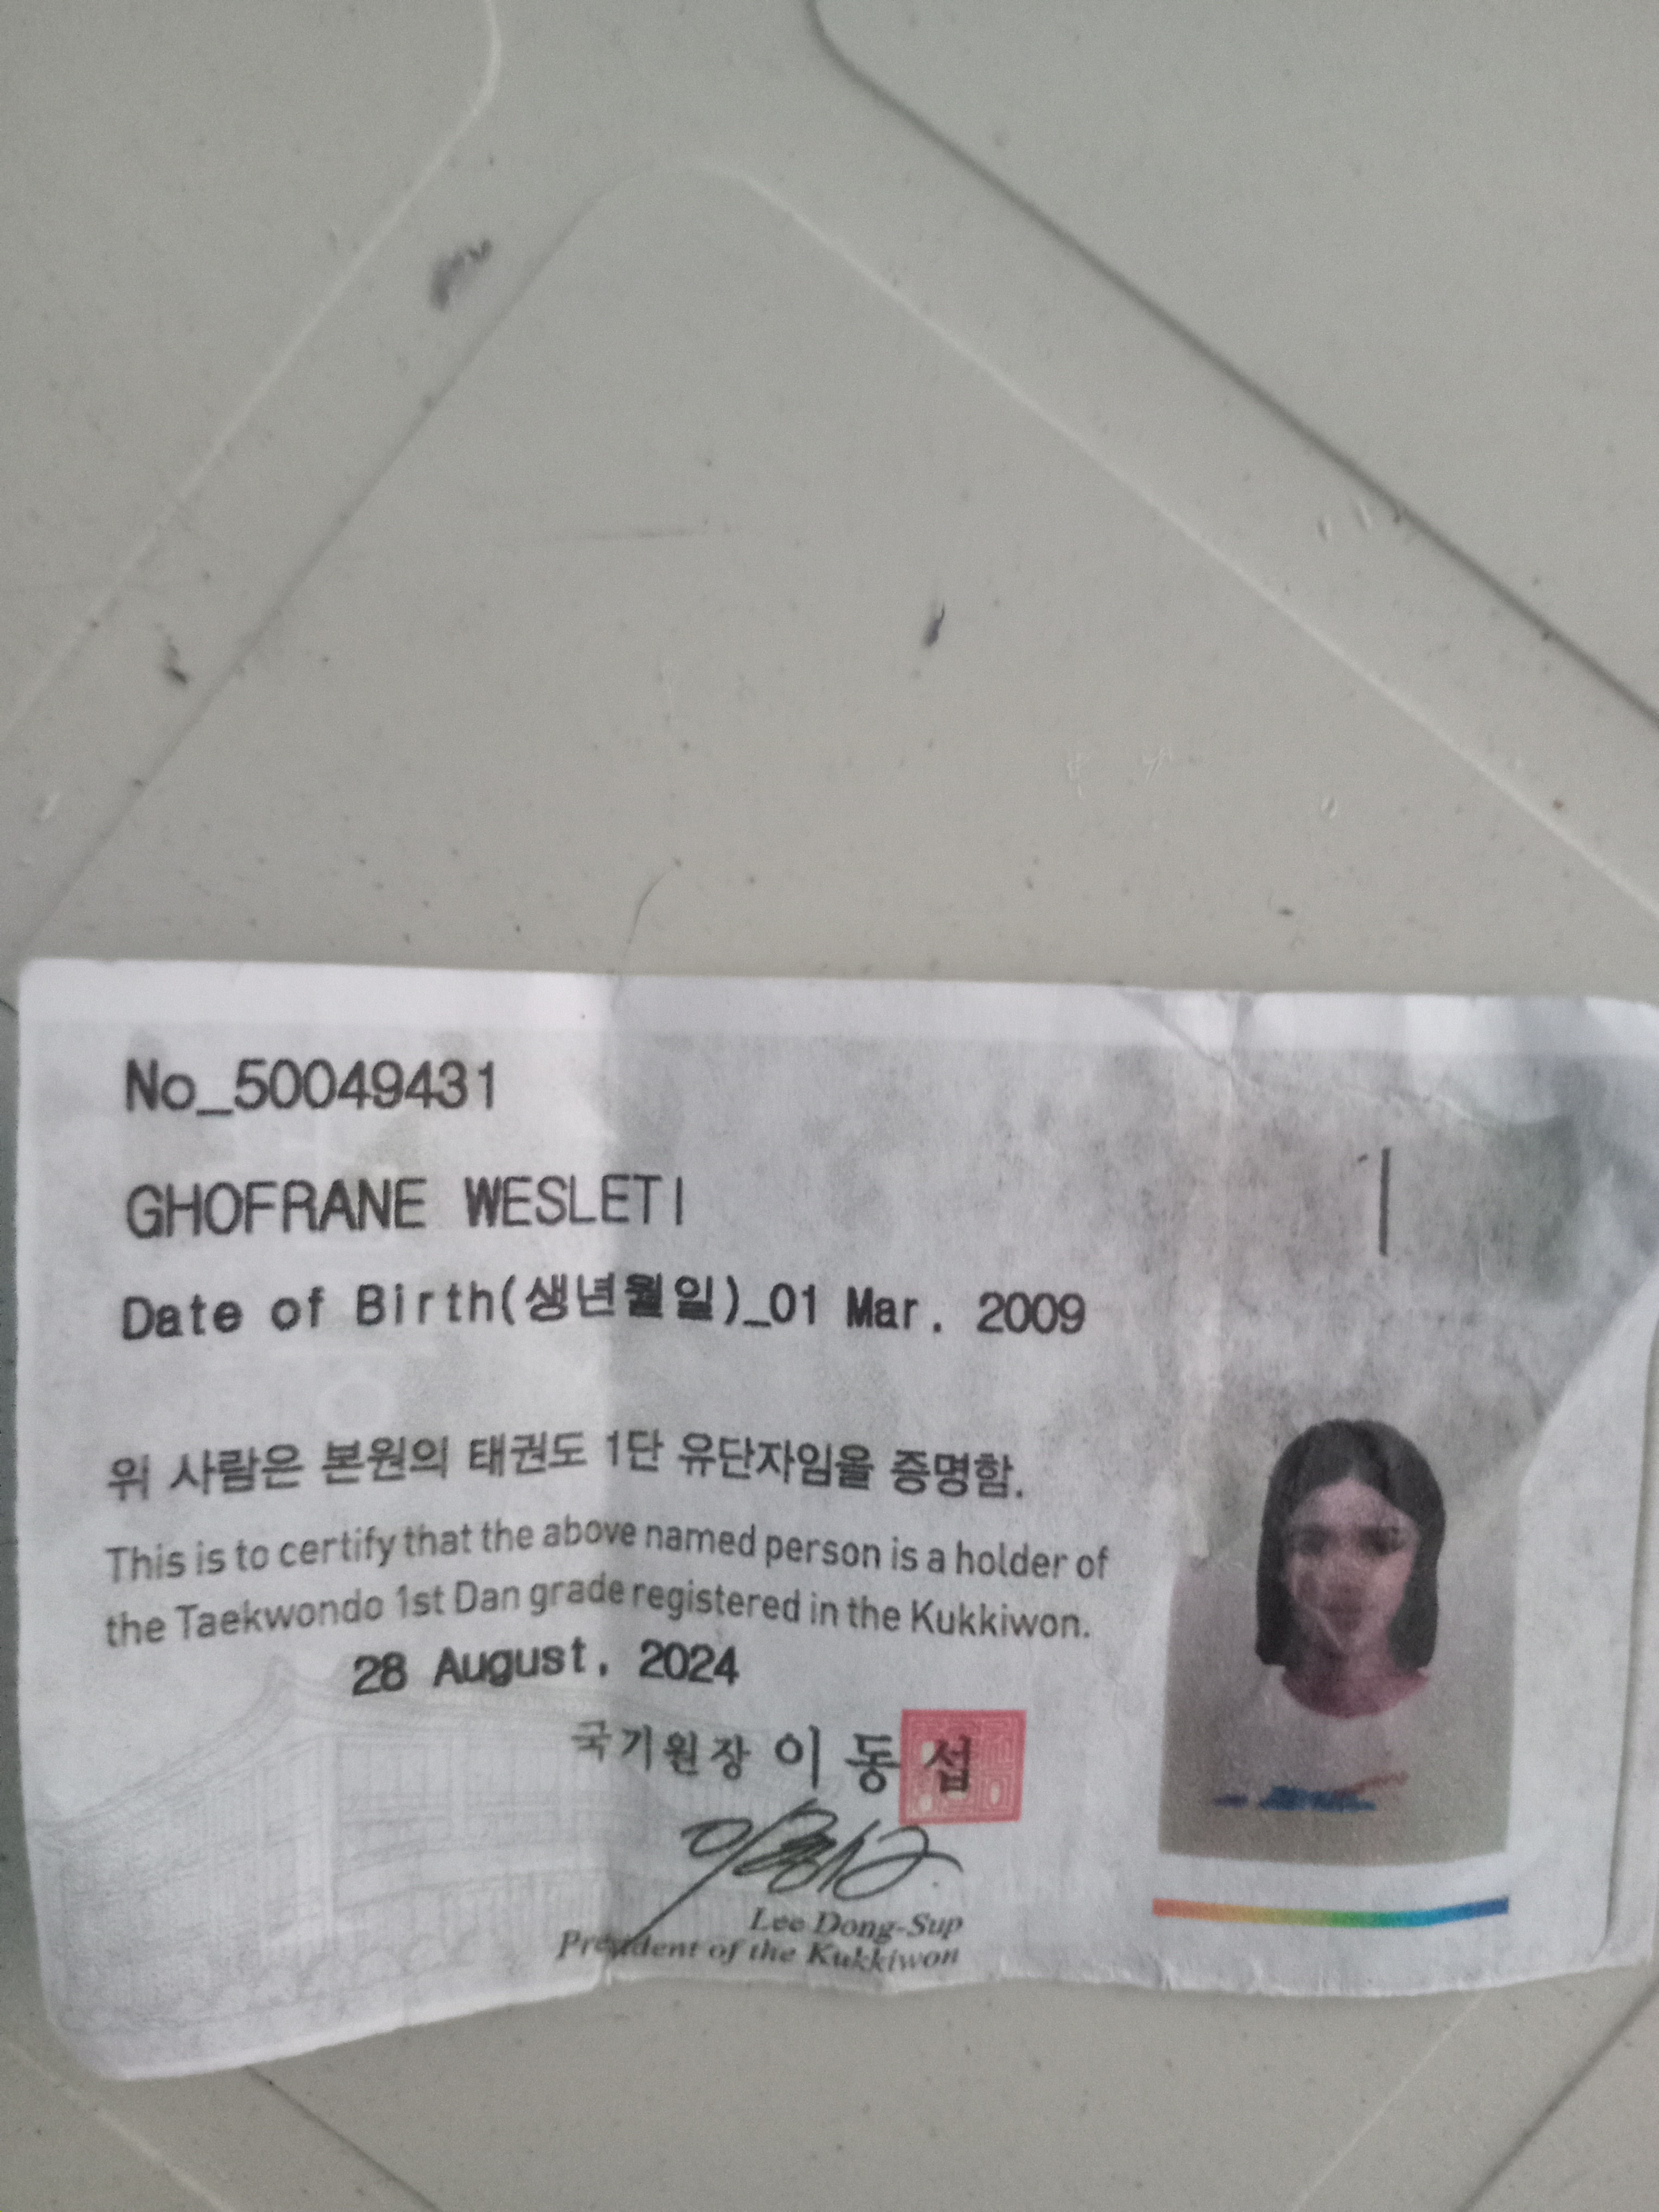 No_50049431
GHOFRANE WESLETI
Date of Birth(생년월일)_01 Mar. 2009
위 사람은 본원의 태권도 1단 유단자임을 증명함.
This is to certify that the above named person is a holder of
the Taekwondo 1st Dan grade registered in the Kukkiwon.
28 August, 2024
국기원장 이동섭
Lee Dong-Sup
President of the Kukkiwon